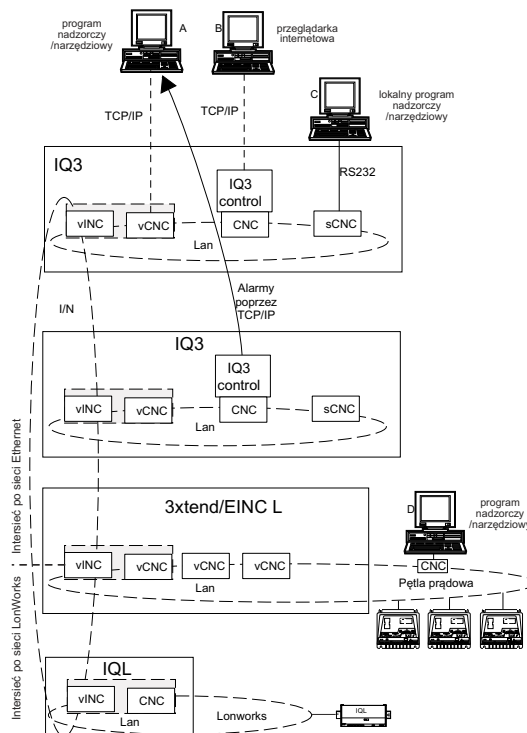 program
nadzorczy
/narzędziowy
A
B
przeglądarka
internetowa
C
lokalny program
nadzorczy
/narzędziowy
TCP/IP
TCP/IP
RS232
IQ3
IQ3
control
vINC
vCNC
CNC
sCNC
Lan
I/N
Alarmy
poprzez
TCP/IP
IQ3
IQ3
control
vINC
vCNC
CNC
sCNC
Lan
Intersieć po sieci Ethernet
3xtend/EINC L
D
program
nadzorczy
/narzędziowy
vINC
vCNC
vCNC
vCNC
CNC
Lan
Pętla prądowa
Intersieć po sieci LonWorks
IQL
vINC
CNC
Lan
Lonworks
IQL